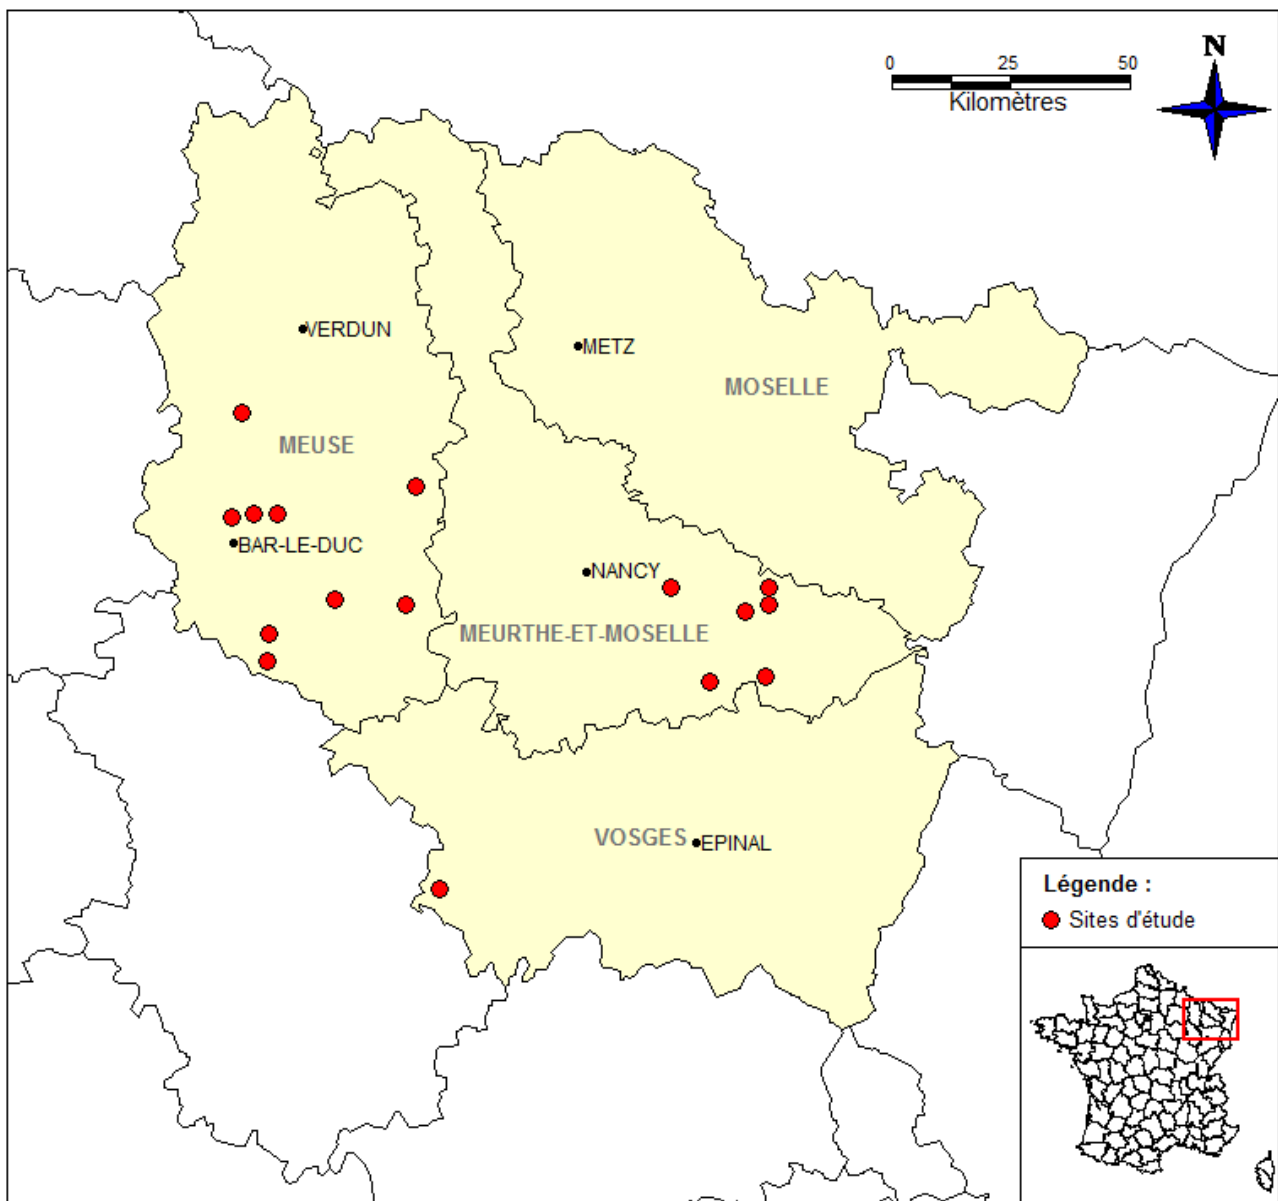 N
0 25 50
Kilomètres
VERDUN
METZ
MOSELLE
MEUSE
BAR-LE-DUC
NANCY
MEURTHE-ET-MOSELLE
VOSGES
EPINAL
Légende :
Sites d'étude